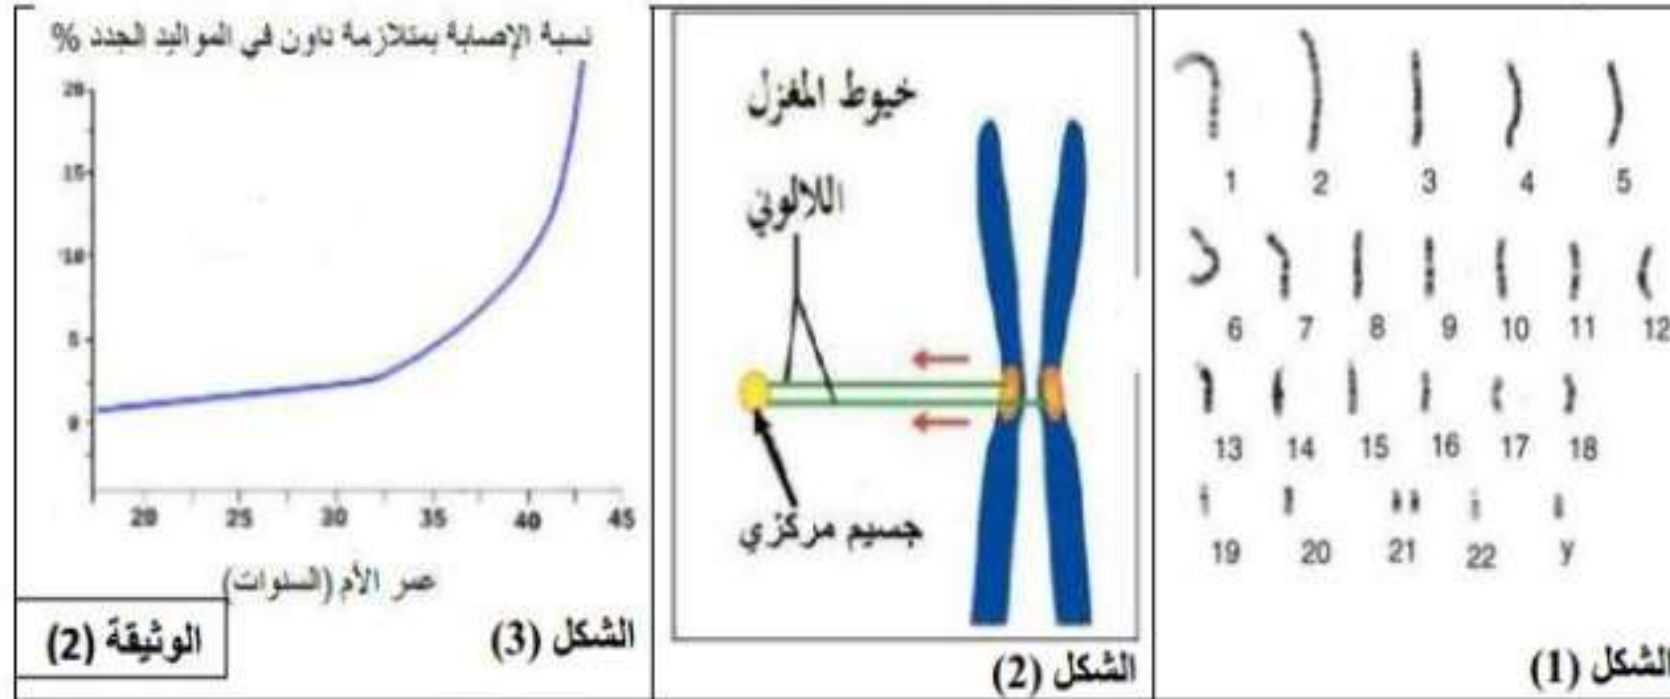 1 2 3 4 5
6 7 8 9 10 11 12
13 14 15 16 17 18
19 20 21 22 y
الشكل (1)
خيوط المغزل
اللالوني
جسيم مركزي
الشكل (2)
نسبة الإصابة بمتلازمة داون في المواليد الجدد %
20
15
10
5
0
20 25 30 35 40 45
عمر الأم (السنوات)
الشكل (3)
الوثيقة (2)